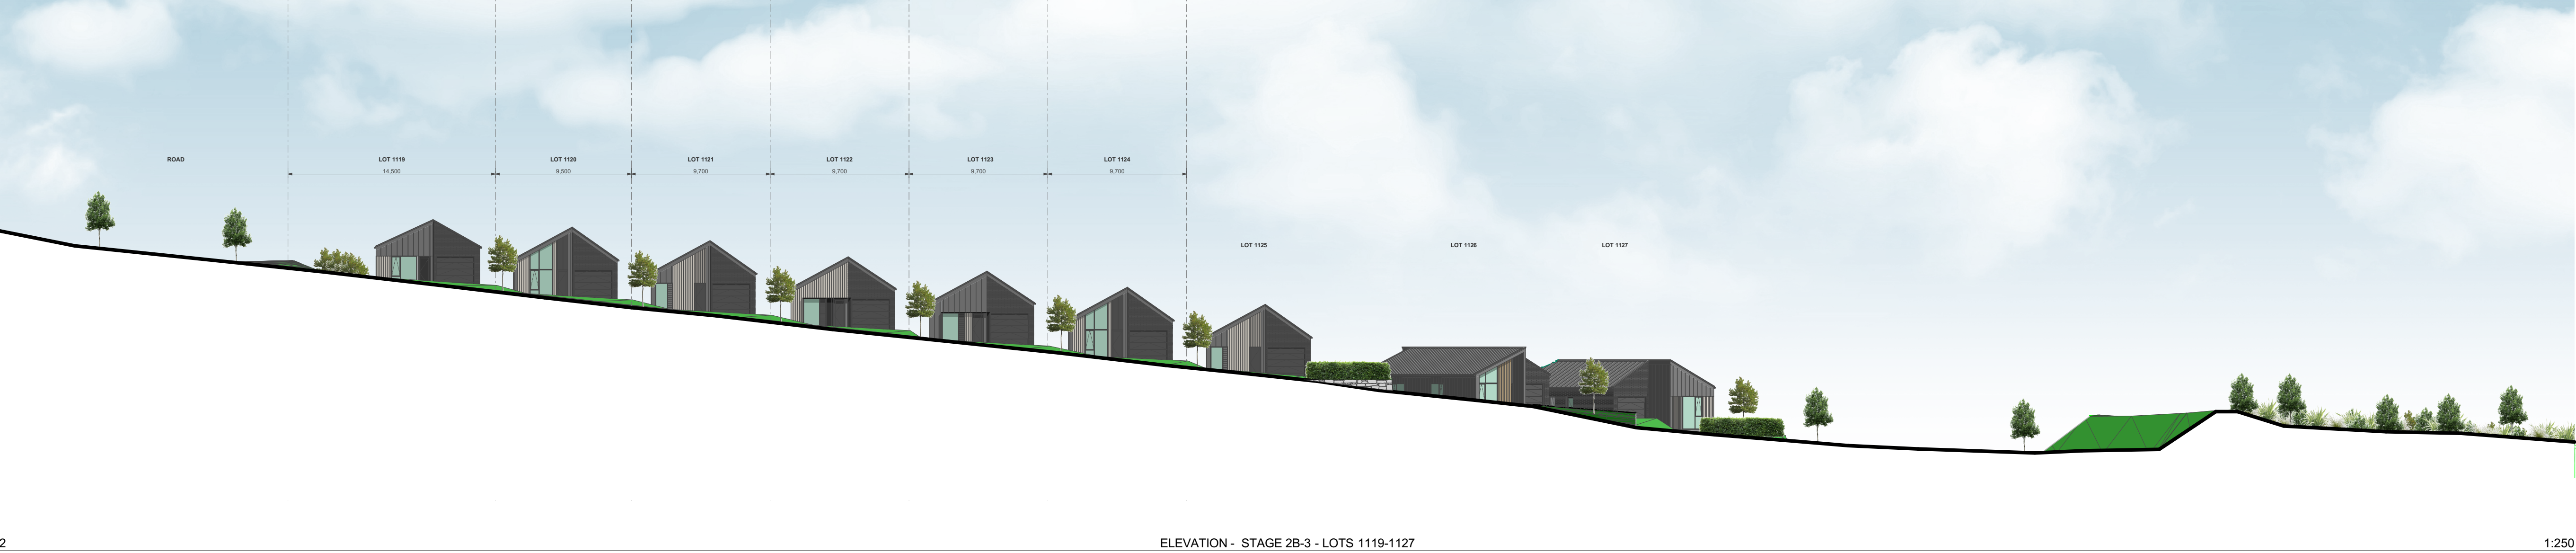 ROAD
LOT 1119
LOT 1120
LOT 1121
LOT 1122
LOT 1123
LOT 1124
14,500
9,500
9,700
9,700
9,700
9,700
LOT 1125
LOT 1126
LOT 1127
2
ELEVATION - STAGE 2B-3 - LOTS 1119-1127
1:250